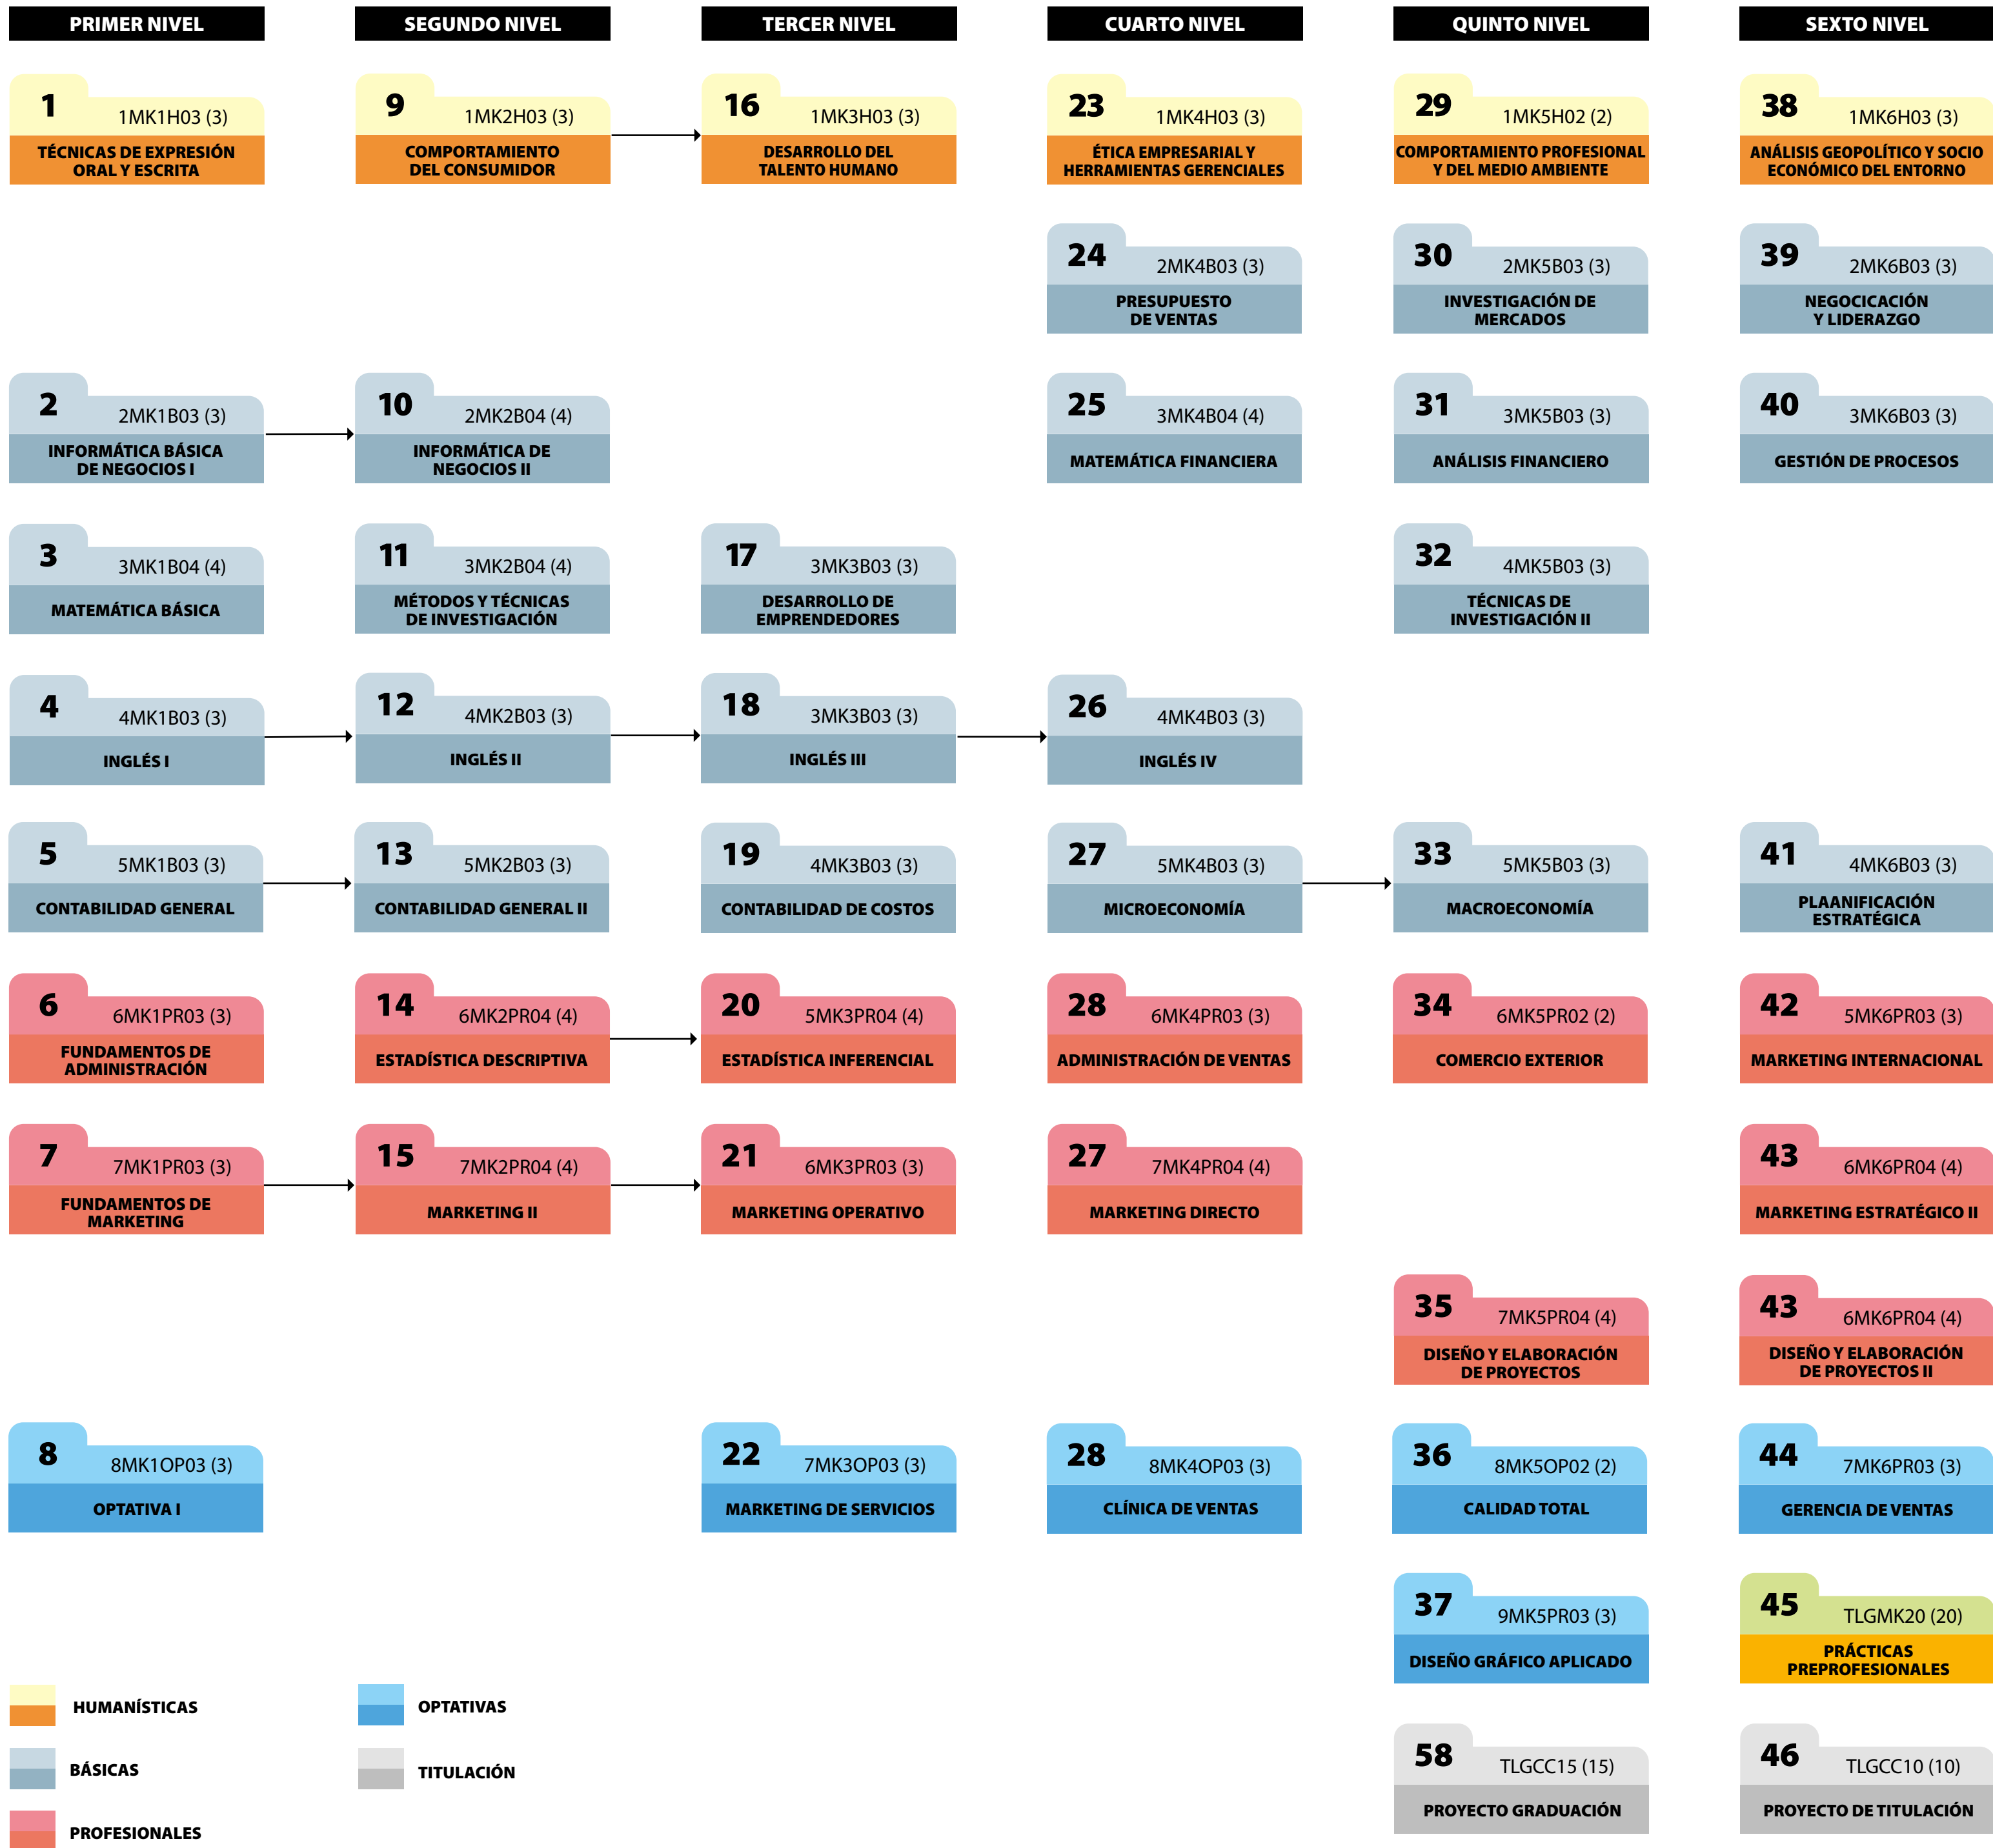 PRIMER NIVEL
SEGUNDO NIVEL
TERCER NIVEL
CUARTO NIVEL
QUINTO NIVEL
SEXTO NIVEL
1
1MK1H03 (3)
TÉCNICAS DE EXPRESIÓN
ORAL Y ESCRITA
9
1MK2H03 (3)
COMPORTAMIENTO
DEL CONSUMIDOR
16
1MK3H03 (3)
DESARROLLO DEL
TALENTO HUMANO
23
1MK4H03 (3)
ÉTICA EMPRESARIAL Y
HERRAMIENTAS GERENCIALES
29
1MK5H02 (2)
COMPORTAMIENTO PROFESIONAL
Y DEL MEDIO AMBIENTE
38
1MK6H03 (3)
ANÁLISIS GEOPOLÍTICO Y SOCIO
ECONÓMICO DEL ENTORNO
24
2MK4B03 (3)
PRESUPUESTO
DE VENTAS
30
2MK5B03 (3)
INVESTIGACIÓN DE
MERCADOS
39
2MK6B03 (3)
NEGOCICACIÓN
Y LIDERAZGO
2
2MK1B03 (3)
INFORMÁTICA BÁSICA
DE NEGOCIOS I
10
2MK2B04 (4)
INFORMÁTICA DE
NEGOCIOS II
25
3MK4B04 (4)
MATEMÁTICA FINANCIERA
31
3MK5B03 (3)
ANÁLISIS FINANCIERO
40
3MK6B03 (3)
GESTIÓN DE PROCESOS
3
3MK1B04 (4)
MATEMÁTICA BÁSICA
11
3MK2B04 (4)
MÉTODOS Y TÉCNICAS
DE INVESTIGACIÓN
17
3MK3B03 (3)
DESARROLLO DE
EMPRENDEDORES
32
4MK5B03 (3)
TÉCNICAS DE
INVESTIGACIÓN II
4
4MK1B03 (3)
INGLÉS I
12
4MK2B03 (3)
INGLÉS II
18
3MK3B03 (3)
INGLÉS III
26
4MK4B03 (3)
INGLÉS IV
5
5MK1B03 (3)
CONTABILIDAD GENERAL
13
5MK2B03 (3)
CONTABILIDAD GENERAL II
19
4MK3B03 (3)
CONTABILIDAD DE COSTOS
27
5MK4B03 (3)
MICROECONOMÍA
33
5MK5B03 (3)
MACROECONOMÍA
41
4MK6B03 (3)
PLAANIFICACIÓN
ESTRATÉGICA
6
6MK1PR03 (3)
FUNDAMENTOS DE
ADMINISTRACIÓN
14
6MK2PR04 (4)
ESTADÍSTICA DESCRIPTIVA
20
5MK3PR04 (4)
ESTADÍSTICA INFERENCIAL
28
6MK4PR03 (3)
ADMINISTRACIÓN DE VENTAS
34
6MK5PR02 (2)
COMERCIO EXTERIOR
42
5MK6PR03 (3)
MARKETING INTERNACIONAL
7
7MK1PR03 (3)
FUNDAMENTOS DE
MARKETING
15
7MK2PR04 (4)
MARKETING II
21
6MK3PR03 (3)
MARKETING OPERATIVO
27
7MK4PR04 (4)
MARKETING DIRECTO
43
6MK6PR04 (4)
MARKETING ESTRATÉGICO II
35
7MK5PR04 (4)
DISEÑO Y ELABORACIÓN
DE PROYECTOS
43
6MK6PR04 (4)
DISEÑO Y ELABORACIÓN
DE PROYECTOS II
8
8MK1OP03 (3)
OPTATIVA I
22
7MK3OP03 (3)
MARKETING DE SERVICIOS
28
8MK4OP03 (3)
CLÍNICA DE VENTAS
36
8MK5OP02 (2)
CALIDAD TOTAL
44
7MK6PR03 (3)
GERENCIA DE VENTAS
37
9MK5PR03 (3)
DISEÑO GRÁFICO APLICADO
45
TLGMK20 (20)
PRÁCTICAS
PREPROFESIONALES
58
TLGCC15 (15)
PROYECTO GRADUACIÓN
46
TLGCC10 (10)
PROYECTO DE TITULACIÓN
HUMANÍSTICAS
OPTATIVAS
BÁSICAS
TITULACIÓN
PROFESIONALES